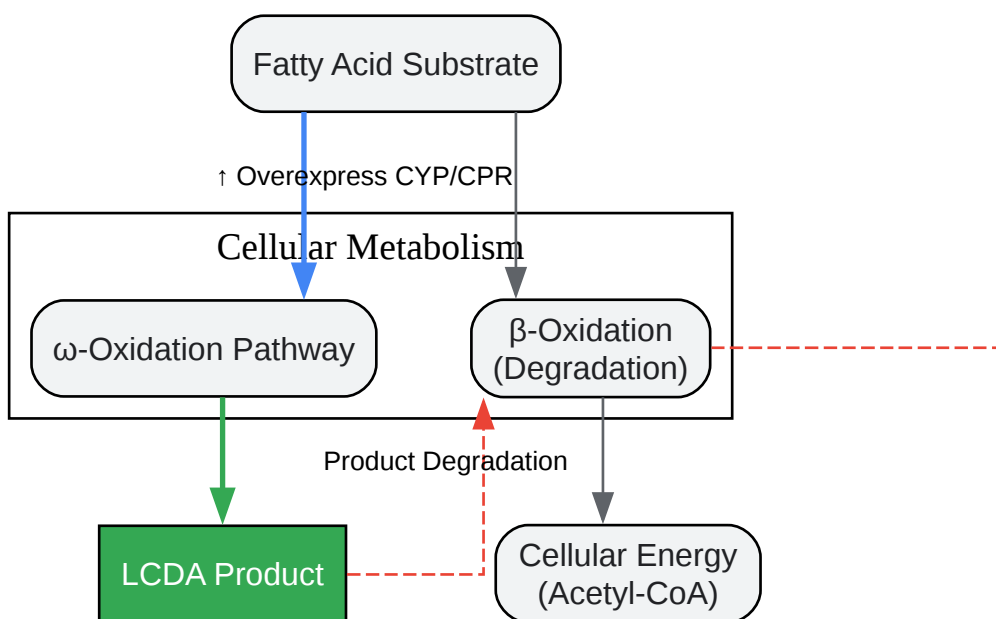 Fatty Acid Substrate
↑ Overexpress CYP/CPR
Cellular Metabolism
ω-Oxidation Pathway
β-Oxidation
(Degradation)
Product Degradation
LCDA Product
Cellular Energy
(Acetyl-CoA)